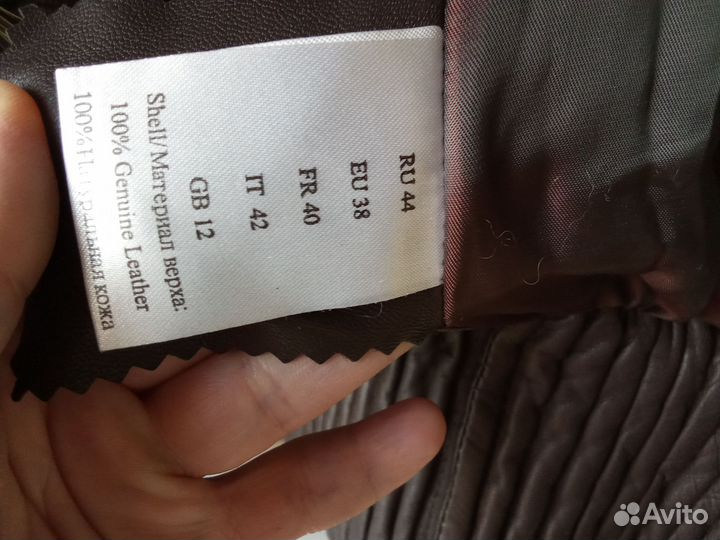 RU 44
EU 38
FR 40
IT 42
GB 12
Shell/Материал верха:
100% Genuine Leather
100% Натуральная кожа
Avito